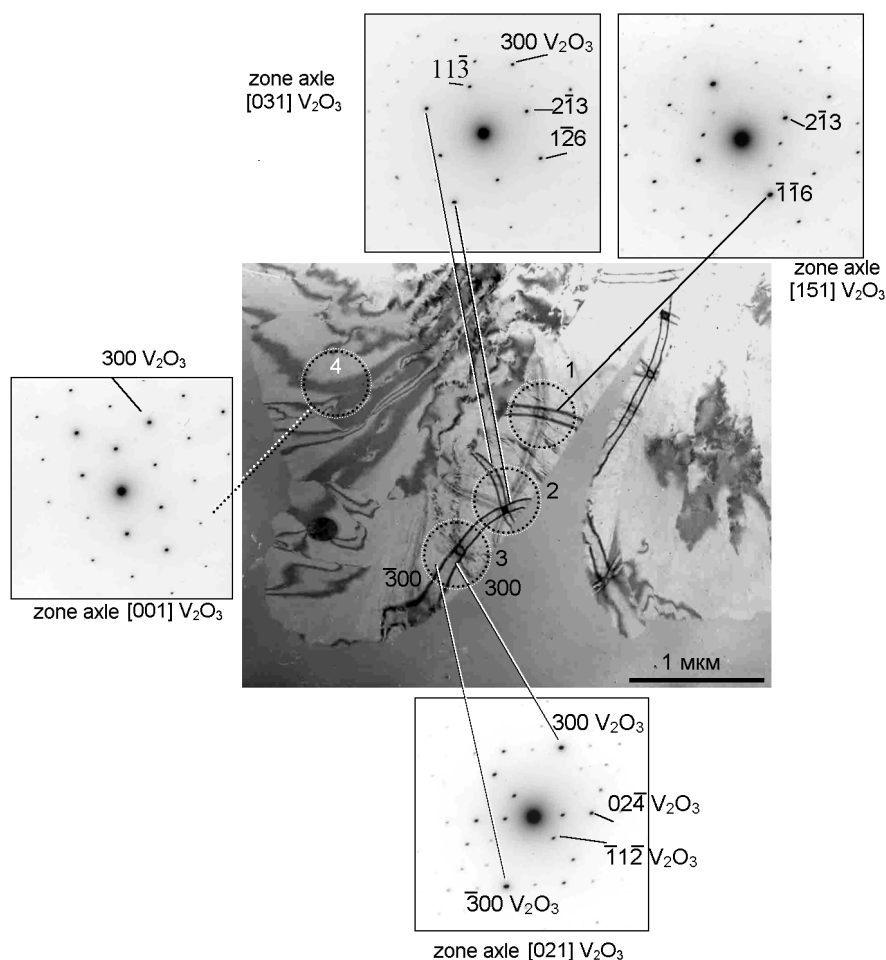 zone axle
[031] V₂O₃
300 V₂O₃
113̅
21̅3
12̅6
21̅3
1̅1̅6
zone axle
[151] V₂O₃
300 V₂O₃
zone axle [001] V₂O₃
4
1
2
3
3̅00
300
1 мкм
300 V₂O₃
024̅ V₂O₃
1̅12̅ V₂O₃
3̅00 V₂O₃
zone axle [021] V₂O₃